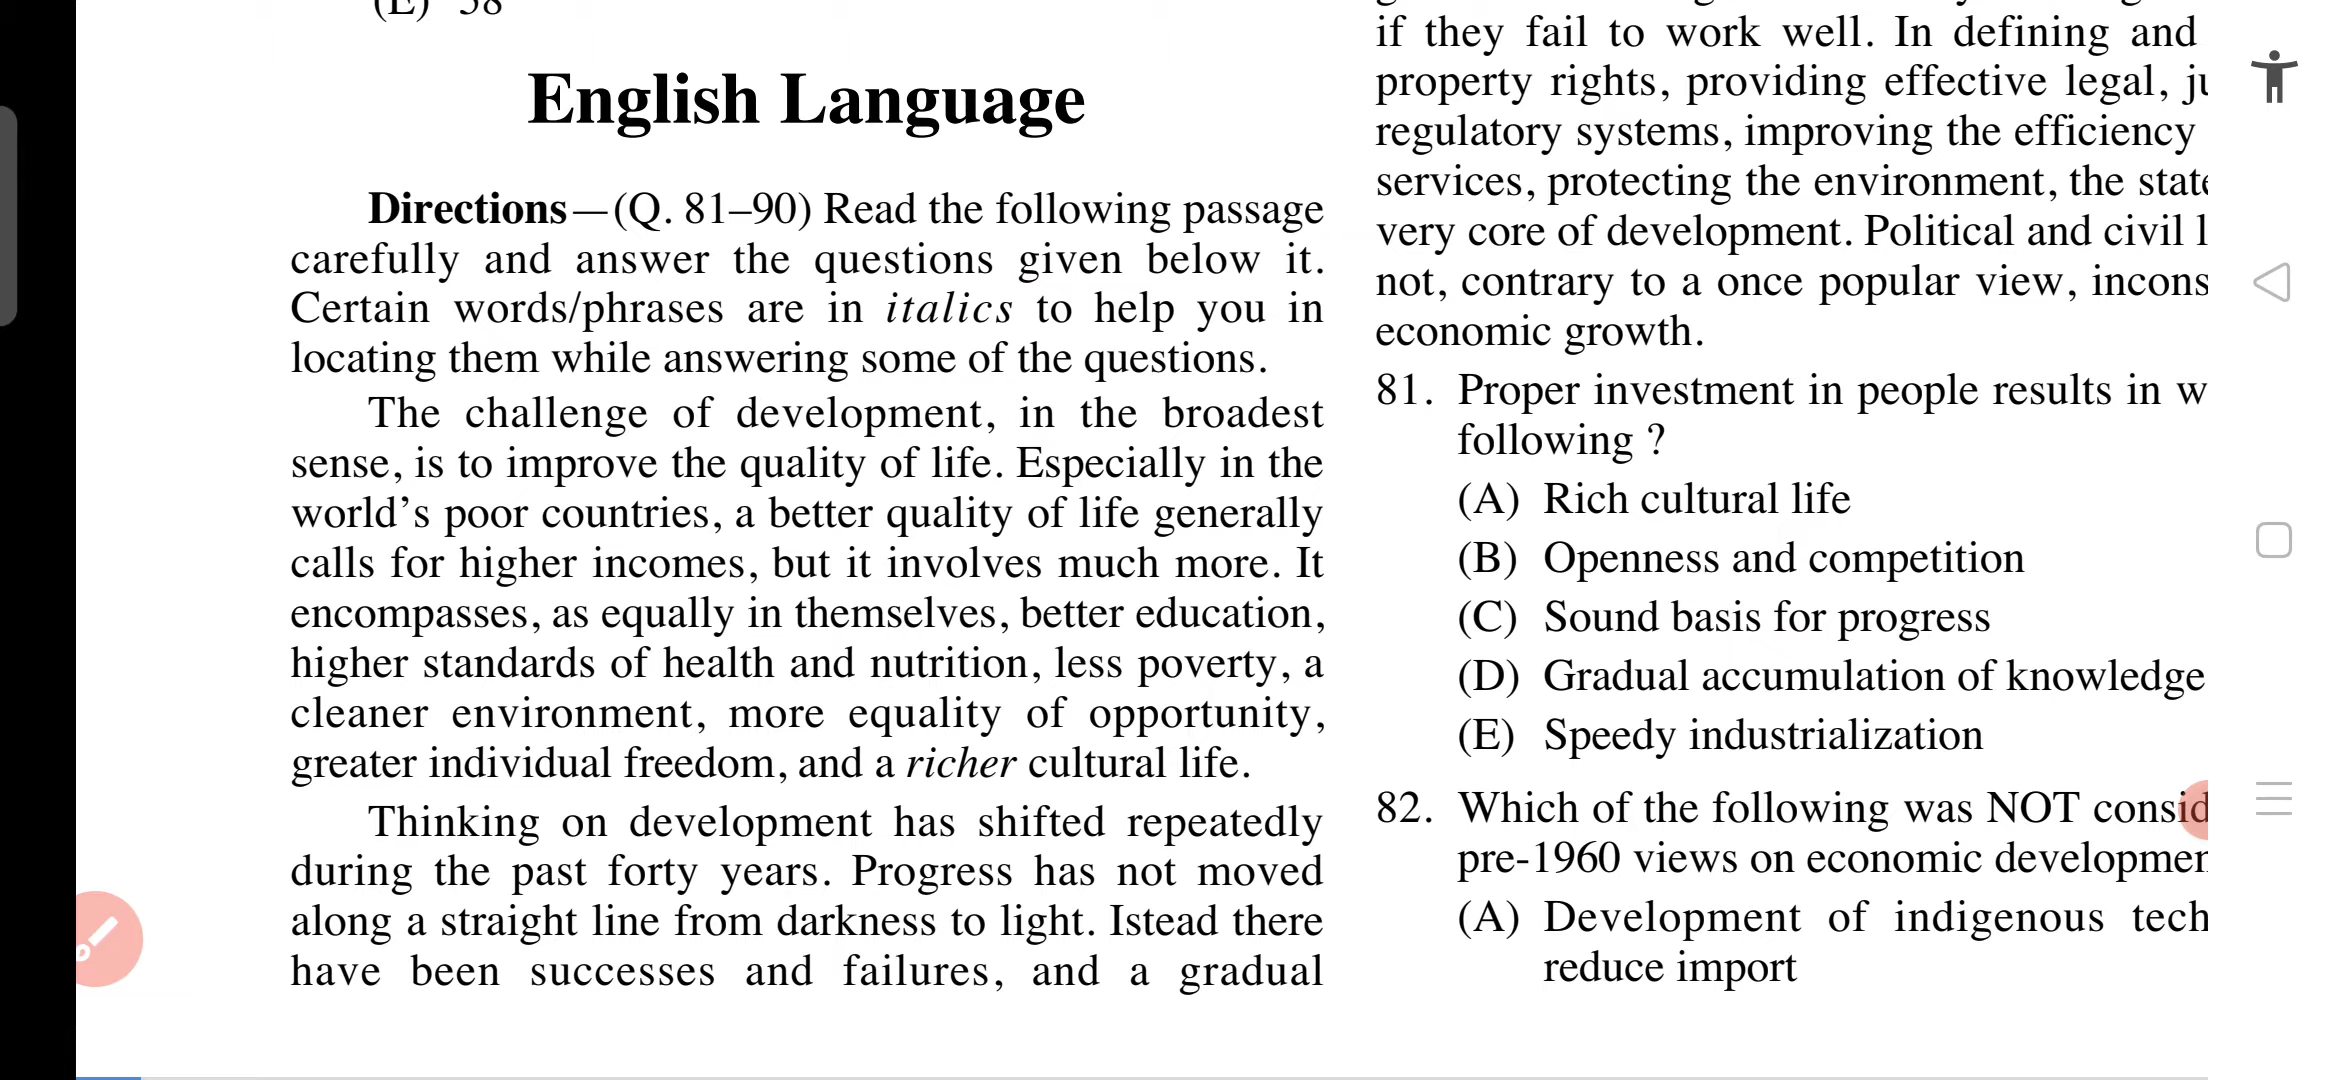 (E) 58
English Language
Directions—(Q. 81–90) Read the following passage
carefully and answer the questions given below it.
Certain words/phrases are in italics to help you in
locating them while answering some of the questions.
The challenge of development, in the broadest
sense, is to improve the quality of life. Especially in the
world's poor countries, a better quality of life generally
calls for higher incomes, but it involves much more. It
encompasses, as equally in themselves, better education,
higher standards of health and nutrition, less poverty, a
cleaner environment, more equality of opportunity,
greater individual freedom, and a richer cultural life.
Thinking on development has shifted repeatedly
during the past forty years. Progress has not moved
along a straight line from darkness to light. Istead there
have been successes and failures, and a gradual
if they fail to work well. In defining and
property rights, providing effective legal,
regulatory systems, improving the efficiency
services, protecting the environment, the state
very core of development. Political and civil
not, contrary to a once popular view,
economic growth.
81. Proper investment in people results in
following ?
(A) Rich cultural life
(B) Openness and competition
(C) Sound basis for progress
(D) Gradual accumulation of knowledge
(E) Speedy industrialization
82. Which of the following was NOT
pre-1960 views on economic
(A) Development of indigenous
reduce import